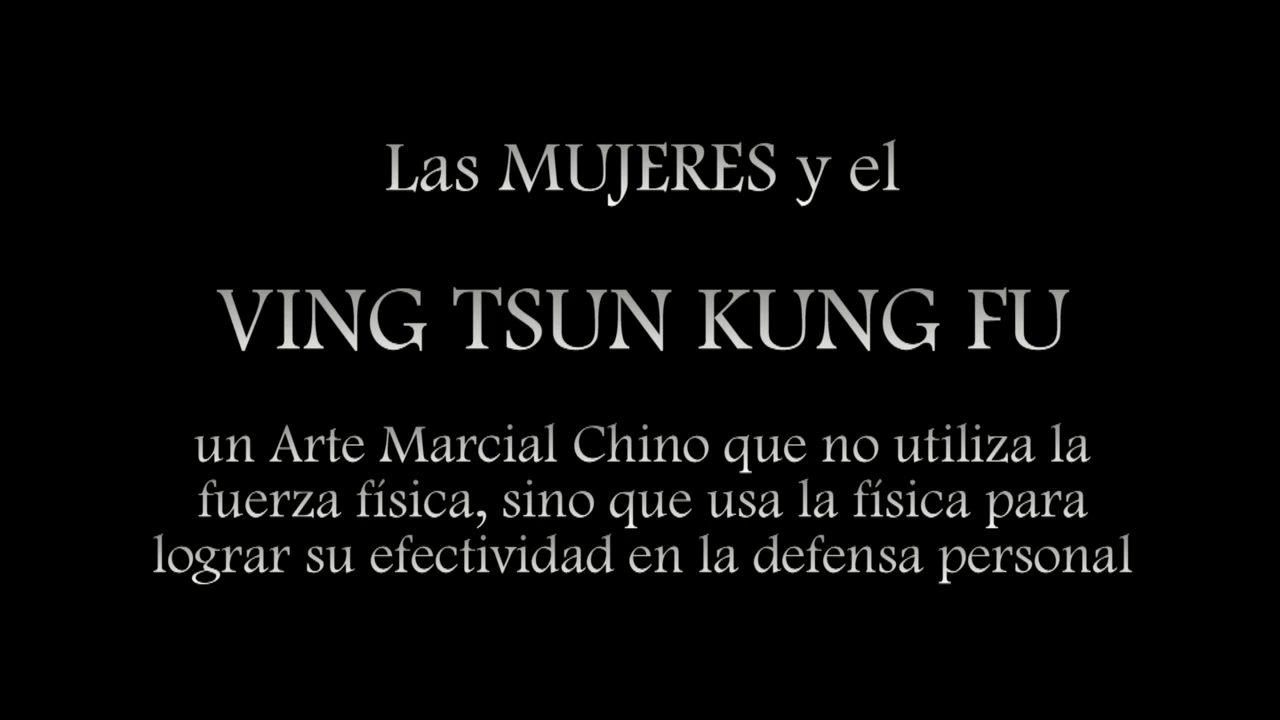 Las MUJERES y el
VING TSUN KUNG FU
un Arte Marcial Chino que no utiliza la
fuerza física, sino que usa la física para
lograr su efectividad en la defensa personal